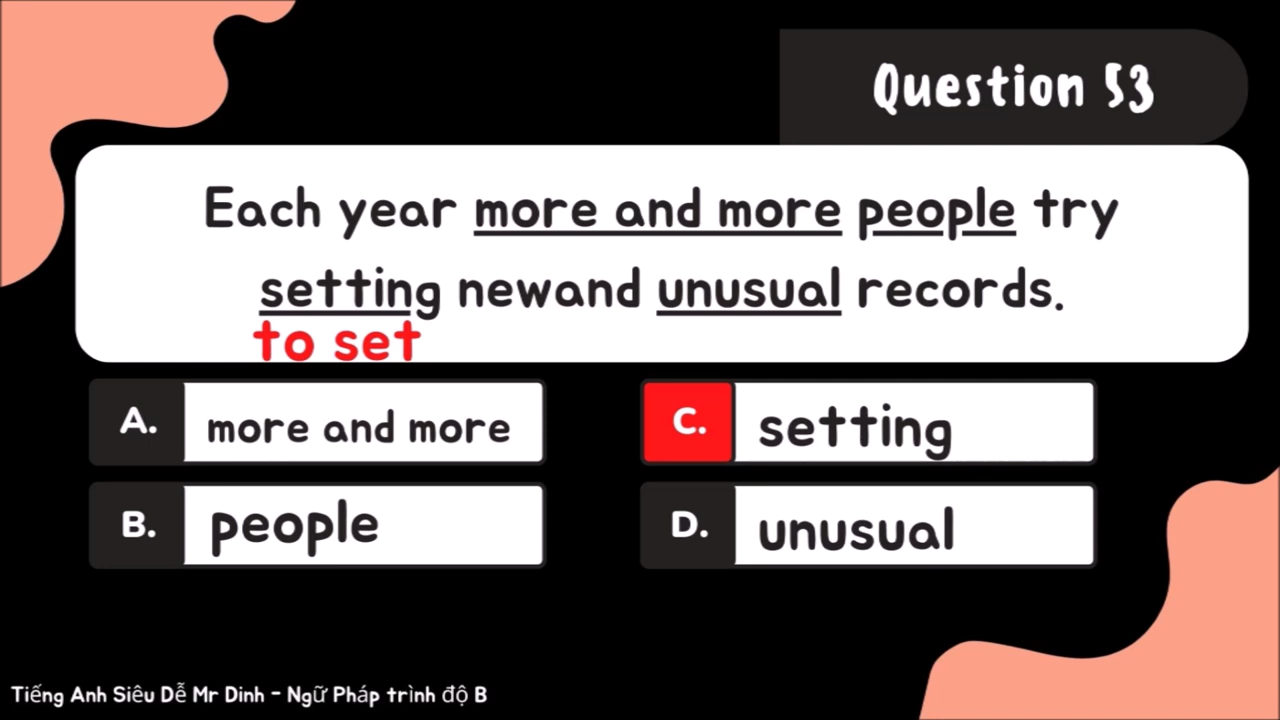 Question 53
Each year more and more people try
setting newand unusual records.
to set
A. more and more
C. setting
B. people
D. unusual
Tiếng Anh Siêu Dễ Mr Dinh - Ngữ Pháp trình độ B